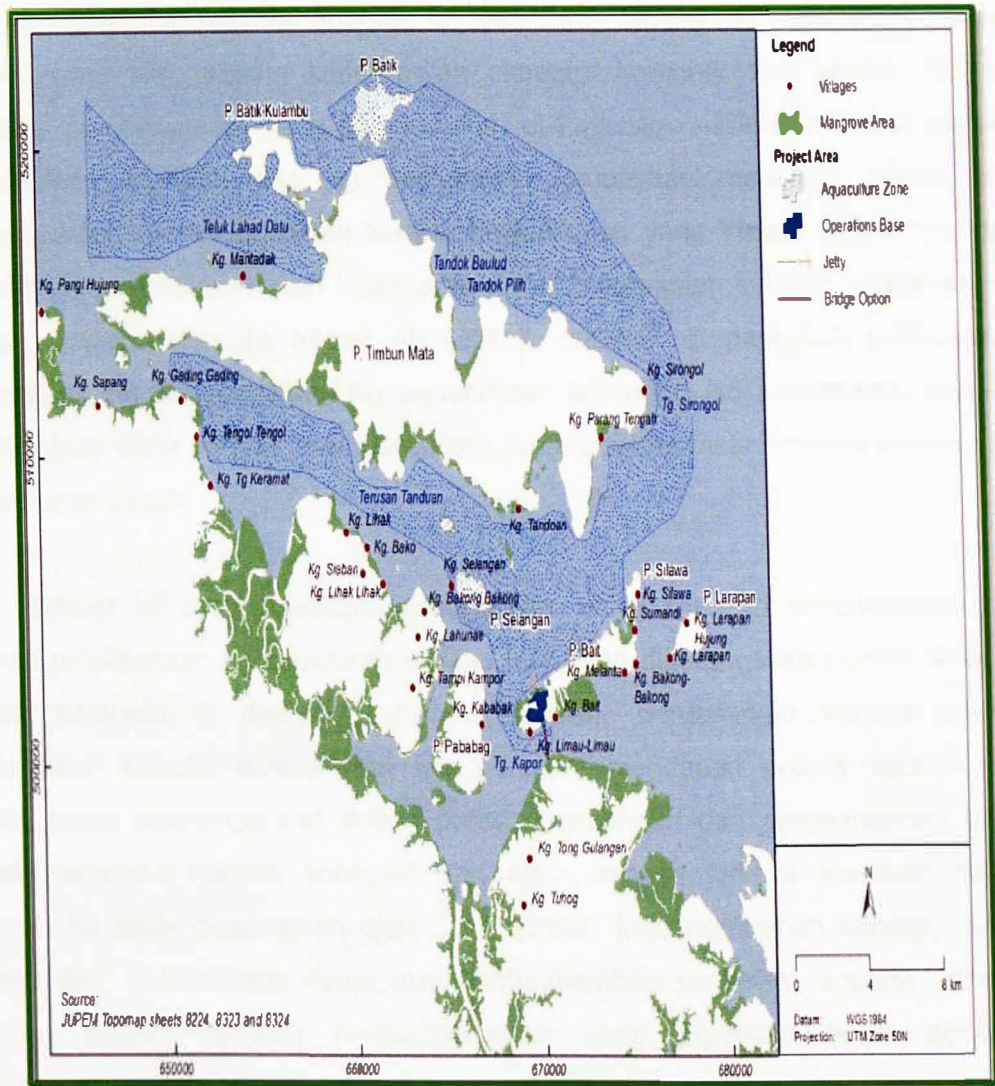 Legend
Villages
Mangrove Area
Project Area
Aquaculture Zone
Operations Base
Jetty
Bridge Option
P. Batik
P. Batik Kulambu
520000
Teluk Lahad Datu
Kg. Mantadak
Tandok Baulud
Kg. Pangi Hujung
Tandok Pilih
P. Timbun Mata
Kg. Sapang
Kg. Gading Gading
Kg. Sirongol
Tg. Sirongol
Kg. Parang Tengah
Kg. Tengol Tengol
510000
Kg. Tg Keramat
Terusan Tanduan
Kg. Lihak
Kg. Tandoan
Kg. Bako
Kg. Selangan
Kg. Sisban
Kg. Lihak Lihak
P. Silawa
Kg. Silawa
P. Larapan
Kg. Bakong Bakong
Kg. Sumandi
Kg. Larapan
Hujung
P. Selangan
Kg. Lahunae
P. Bait
Kg. Larapan
Kg. Melanta
Kg. Bakong-
Bakong
Kg. Tampi Kampor
Kg. Kababak
Kg. Bait
P. Pababag
Kg. Limau-Limau
Tg. Kapor
500000
Kg. Tong Gulangan
Kg. Tuhog
N
0 4 8 km
Source:
JUPEM Topomap sheets 8224, 8323 and 8324
Datum: WGS1984
Projection: UTM Zone 50N
650000 668000 670000 680000